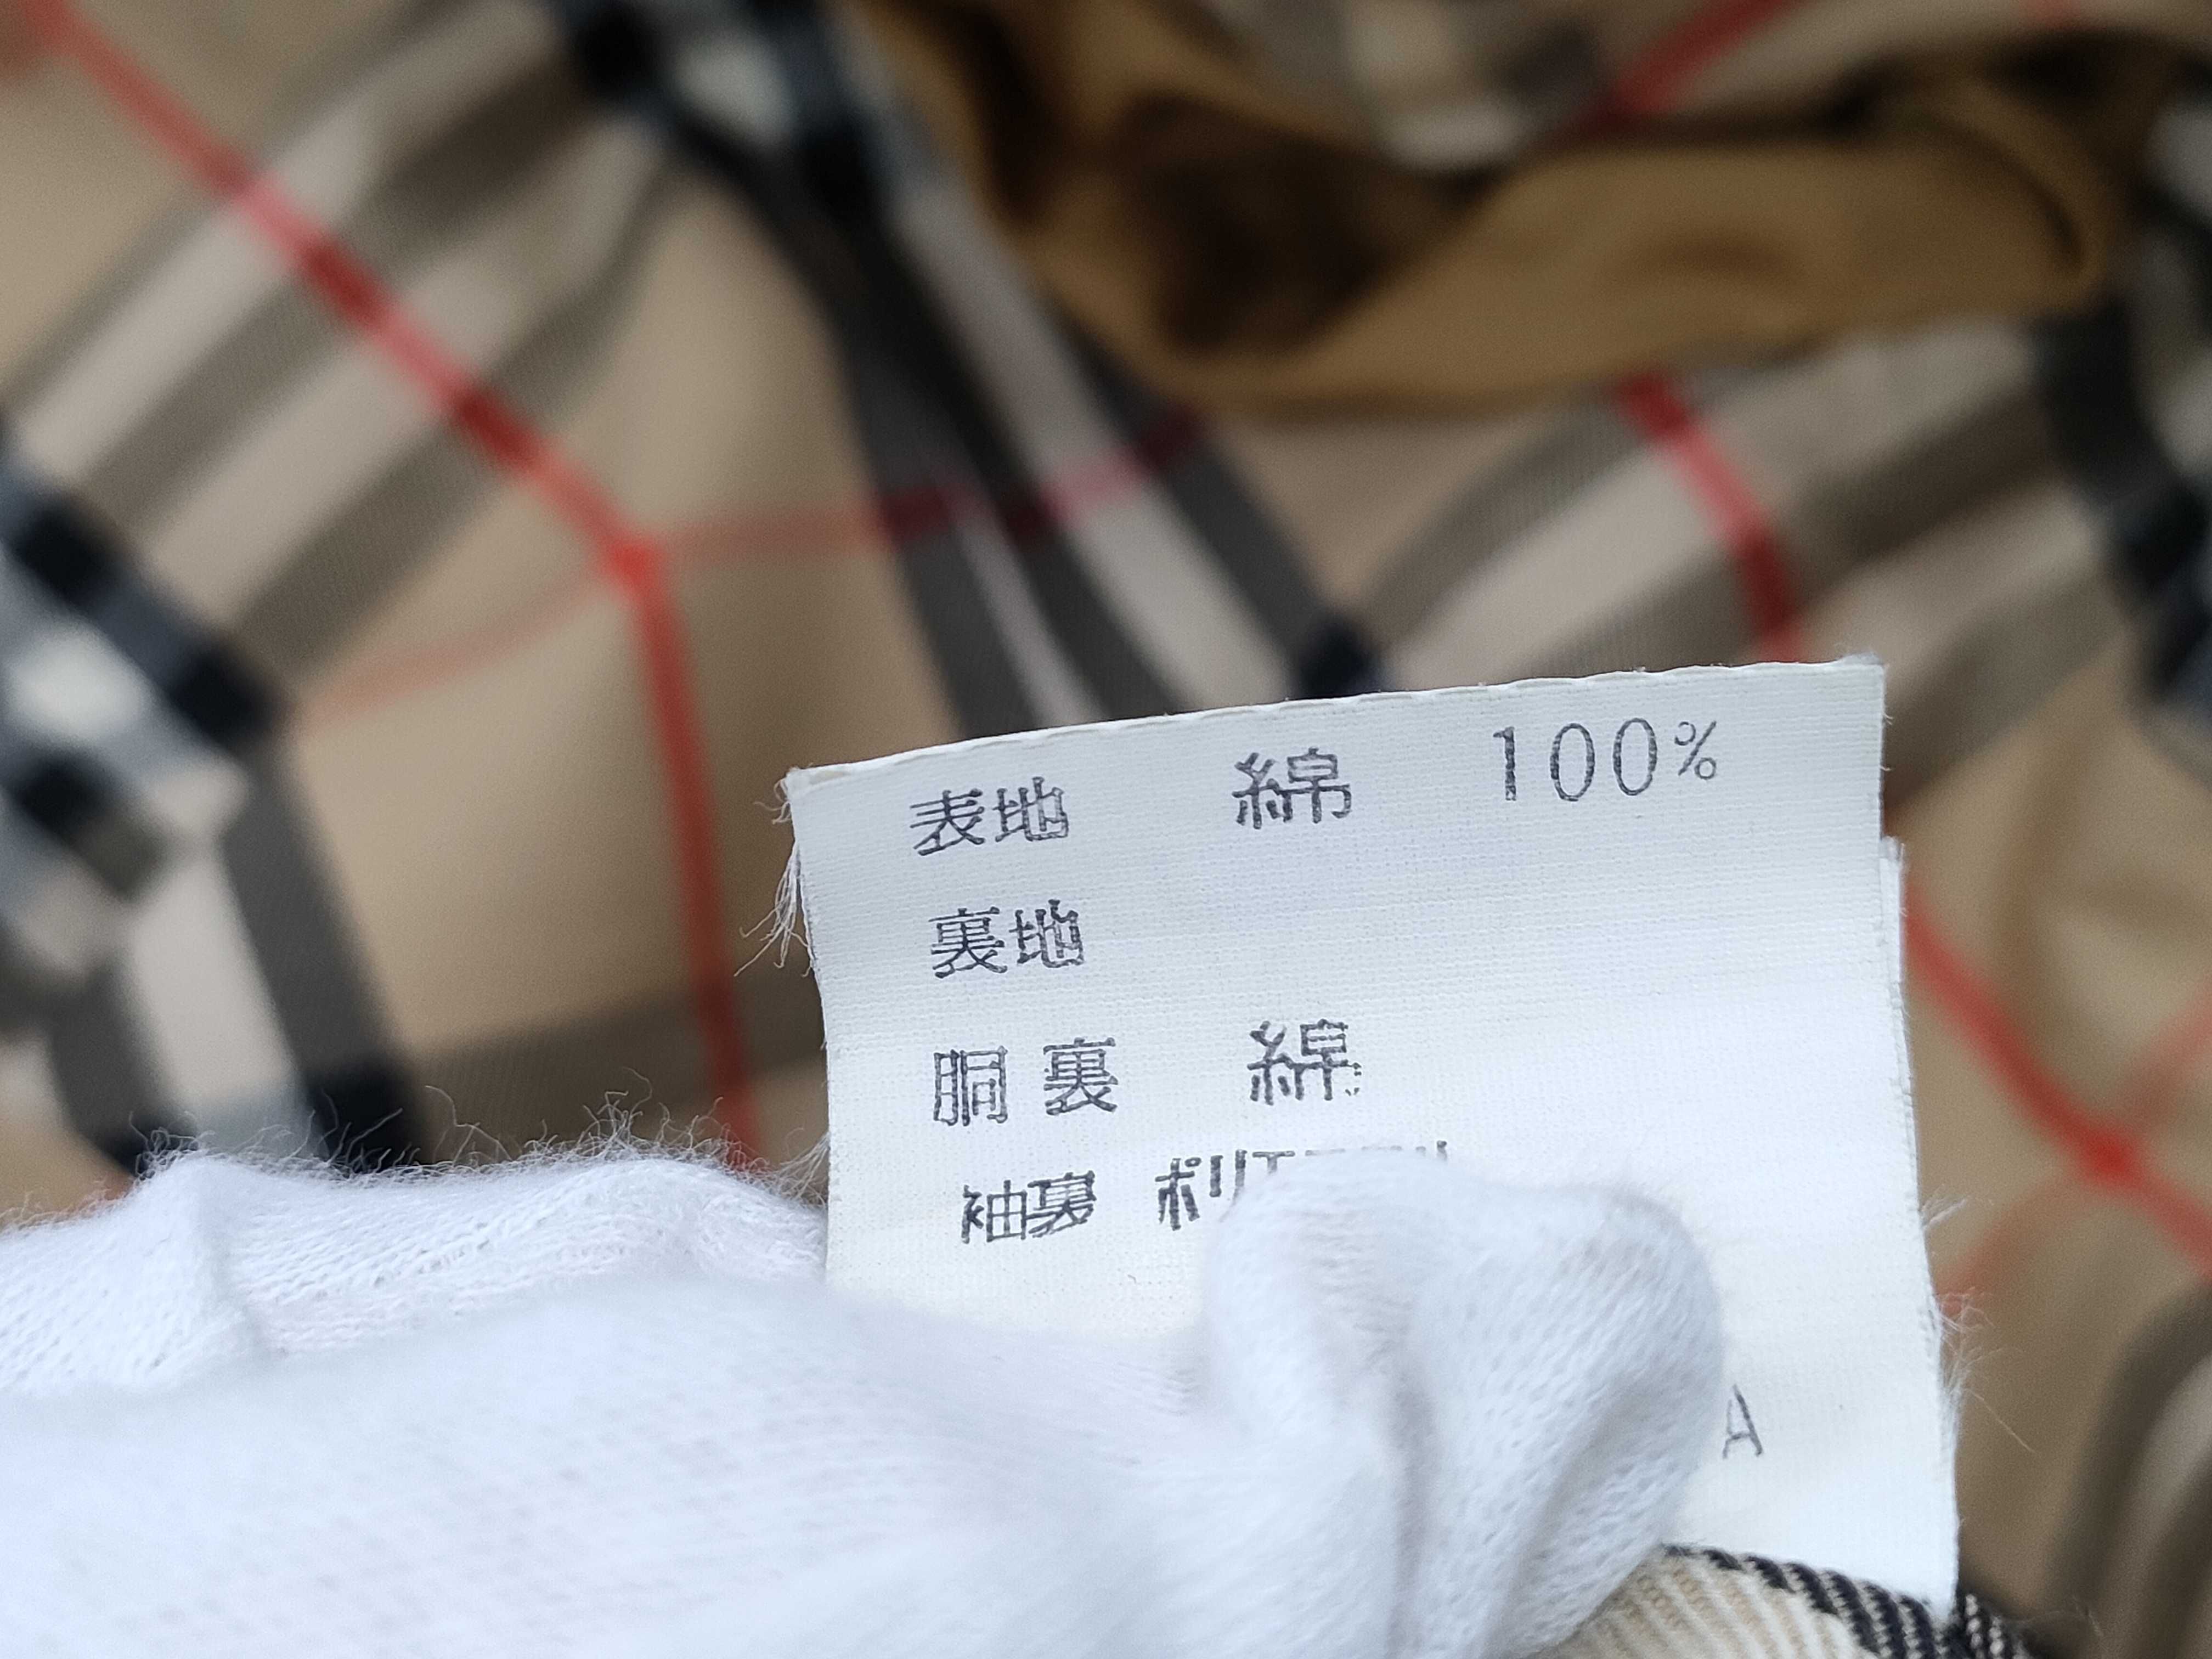 表地 綿 100%
裏地
胴裏 綿
袖裏
A